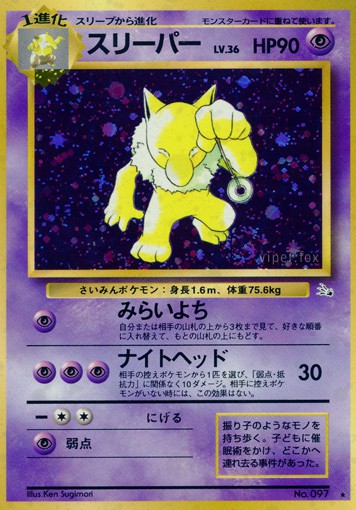 1進化 スリープから進化 モンスターカードに重ねて使います。
スリーパー LV.36 HP90
viper.fox
さいみんポケモン:身長1.6m、体重75.6kg
みらいよち
自分または相手の山札の上から3枚まで見て、好きな順番
に入れ替えて、もとの山札の上にもどす。
ナイトヘッド 30
相手の控えポケモンから1匹を選び、「弱点・抵
抗力」に関係なく10ダメージ。相手に控えポケ
モンがいない時には、この効果はない。
にげる
弱点
振り子のようなモノを
持ち歩く。子どもに催
眠術をかけ、どこかへ
連れ去る事件があった。
Illus.Ken Sugimori
No.097